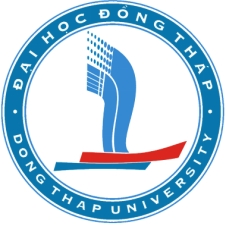 ĐẠI HỌC ĐỒNG THÁP
DONG THAP UNIVERSITY